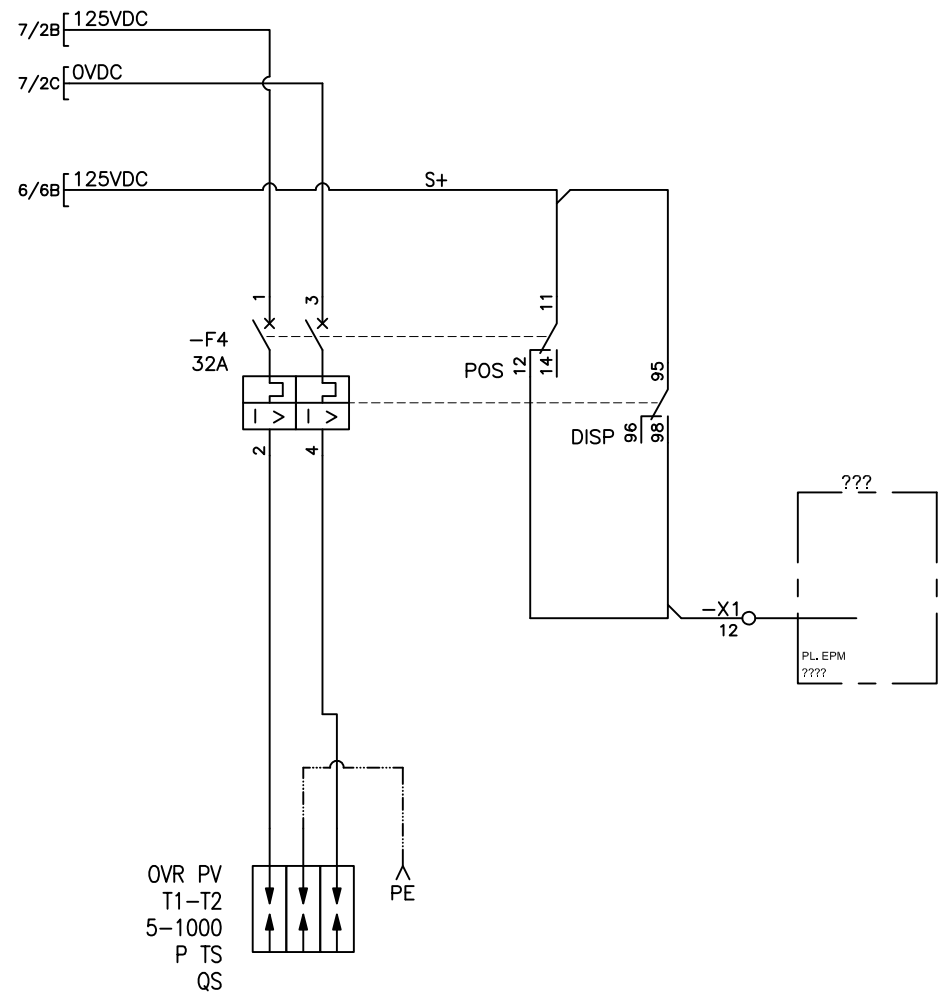 7/2B 125VDC
7/2C 0VDC
6/6B 125VDC S+
1 3 11
-F4
32A
POS 12 14
95
I > I >
DISP 96 98
2 4
???
-X1
12
PL. EPM
????
PE
OVR PV
T1-T2
5-1000
P TS
QS